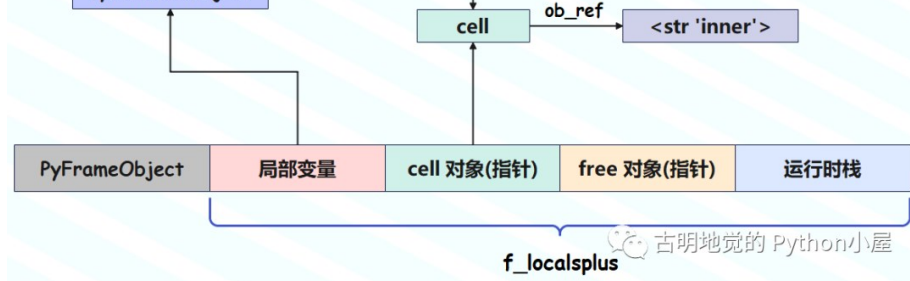 ob_ref
cell
<str 'inner'>
PyFrameObject
局部变量
cell 对象(指针)
free 对象(指针)
运行时栈
古明地觉的 Python小屋
f_localsplus